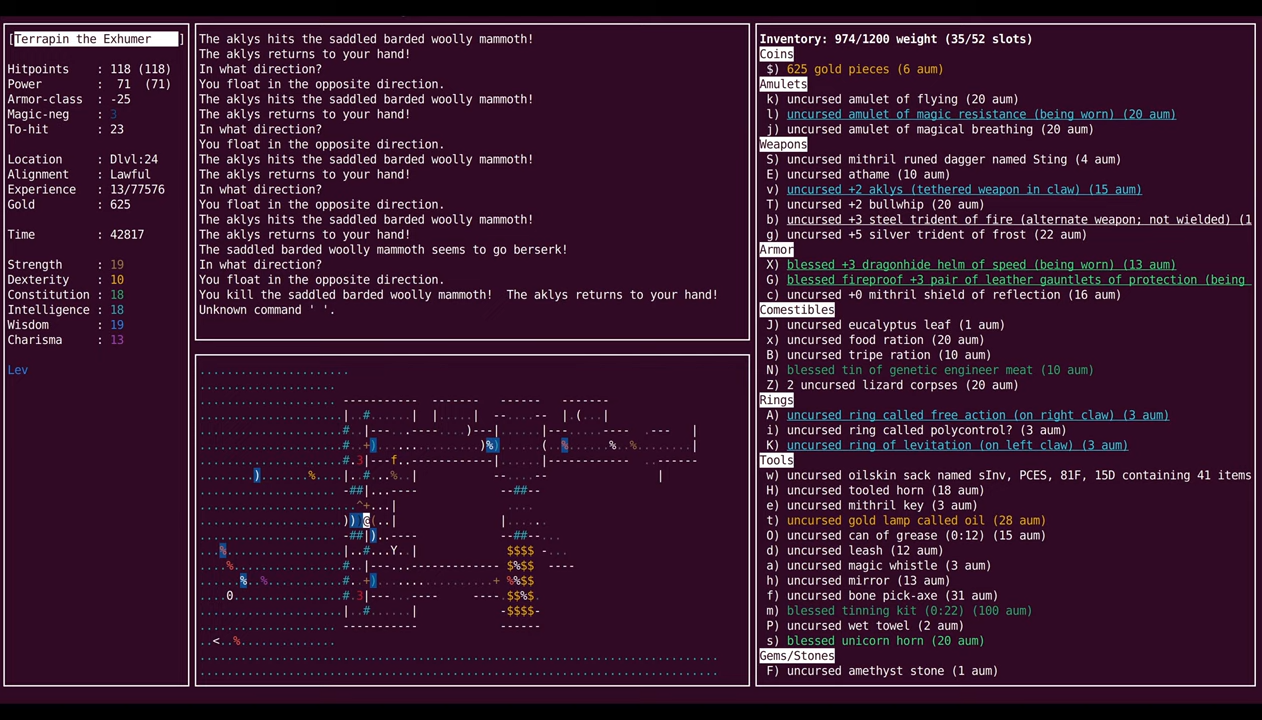 [Terrapin the Exhumer ]
Hitpoints : 118 (118)
Power : 71 (71)
Armor-class : -25
Magic-neg : 3
To-hit : 23
Location : Dlvl:24
Alignment : Lawful
Experience : 13/77576
Gold : 625
Time : 42817
Strength : 19
Dexterity : 10
Constitution : 18
Intelligence : 18
Wisdom : 19
Charisma : 13
Lev
The aklys hits the saddled barded woolly mammoth!
The aklys returns to your hand!
In what direction?
You float in the opposite direction.
The aklys hits the saddled barded woolly mammoth!
The aklys returns to your hand!
In what direction?
You float in the opposite direction.
The aklys hits the saddled barded woolly mammoth!
The aklys returns to your hand!
In what direction?
You float in the opposite direction.
The aklys hits the saddled barded woolly mammoth!
The aklys returns to your hand!
The saddled barded woolly mammoth seems to go berserk!
In what direction?
You float in the opposite direction.
You kill the saddled barded woolly mammoth! The aklys returns to your hand!
Unknown command ' '.
Inventory: 974/1200 weight (35/52 slots)
Coins
$) 625 gold pieces (6 aum)
Amulets
k) uncursed amulet of flying (20 aum)
l) uncursed amulet of magic resistance (being worn) (20 aum)
j) uncursed amulet of magical breathing (20 aum)
Weapons
S) uncursed mithril runed dagger named Sting (4 aum)
E) uncursed athame (10 aum)
v) uncursed +2 aklys (tethered weapon in claw) (15 aum)
T) uncursed +2 bullwhip (20 aum)
b) uncursed +3 steel trident of fire (alternate weapon; not wielded) (1
g) uncursed +5 silver trident of frost (22 aum)
Armor
X) blessed +3 dragonhide helm of speed (being worn) (13 aum)
G) blessed fireproof +3 pair of leather gauntlets of protection (being
c) uncursed +0 mithril shield of reflection (16 aum)
Comestibles
J) uncursed eucalyptus leaf (1 aum)
x) uncursed food ration (20 aum)
B) uncursed tripe ration (10 aum)
N) blessed tin of genetic engineer meat (10 aum)
Z) 2 uncursed lizard corpses (20 aum)
Rings
A) uncursed ring called free action (on right claw) (3 aum)
i) uncursed ring called polycontrol? (3 aum)
K) uncursed ring of levitation (on left claw) (3 aum)
Tools
w) uncursed oilskin sack named sInv, PCES, 81F, 15D containing 41 items
H) uncursed tooled horn (18 aum)
e) uncursed mithril key (3 aum)
t) uncursed gold lamp called oil (28 aum)
O) uncursed can of grease (0:12) (15 aum)
d) uncursed leash (12 aum)
a) uncursed magic whistle (3 aum)
h) uncursed mirror (13 aum)
f) uncursed bone pick-axe (31 aum)
m) blessed tinning kit (0:22) (100 aum)
P) uncursed wet towel (2 aum)
s) blessed unicorn horn (20 aum)
Gems/Stones
F) uncursed amethyst stone (1 aum)